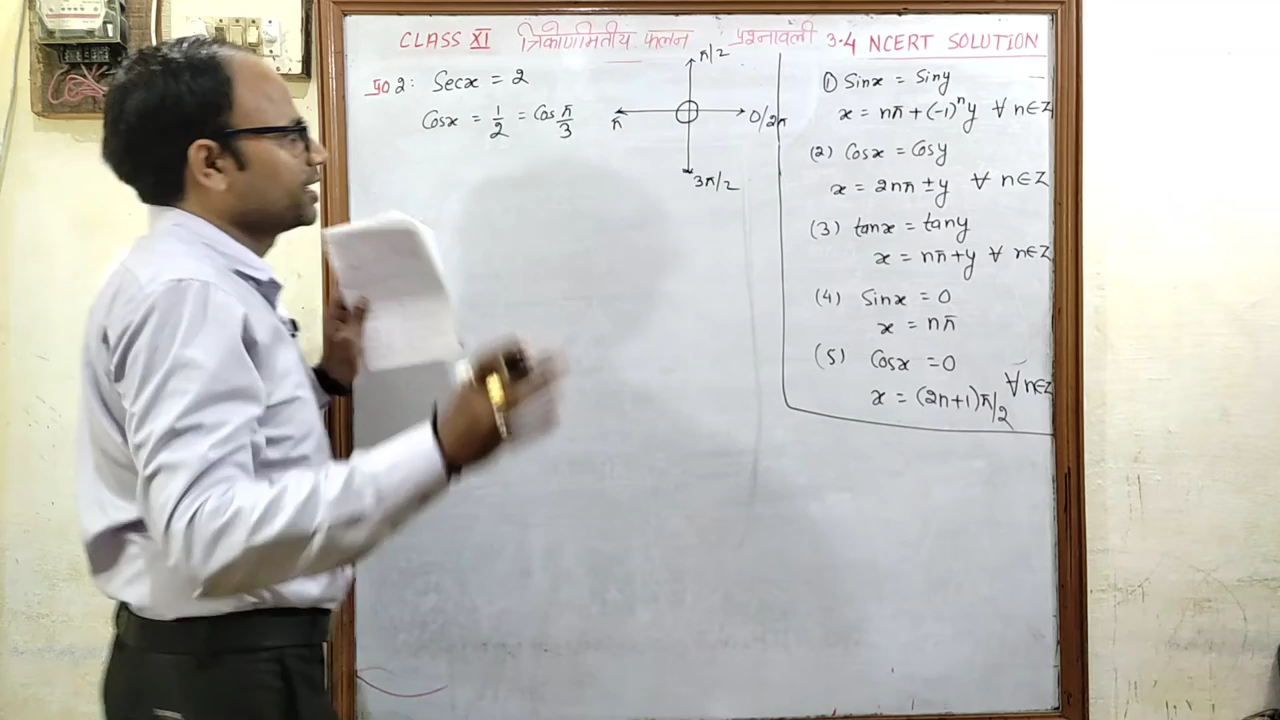 CLASS XI त्रिकोणमितीय फलन प्रश्नावली 3.4 NCERT SOLUTION
प्र0 2: Secx = 2
Cosx = 1/2 = Cos π/3
π/2
π
0/2π
3π/2
① Sinx = Siny
x = nπ + (-1)ⁿy ∀ n∈Z
(2) Cosx = Cosy
x = 2nπ ± y ∀ n∈Z
(3) tanx = tany
x = nπ + y ∀ n∈Z
(4) Sinx = 0
x = nπ
(5) Cosx = 0
x = (2n+1)π/2 ∀ n∈Z